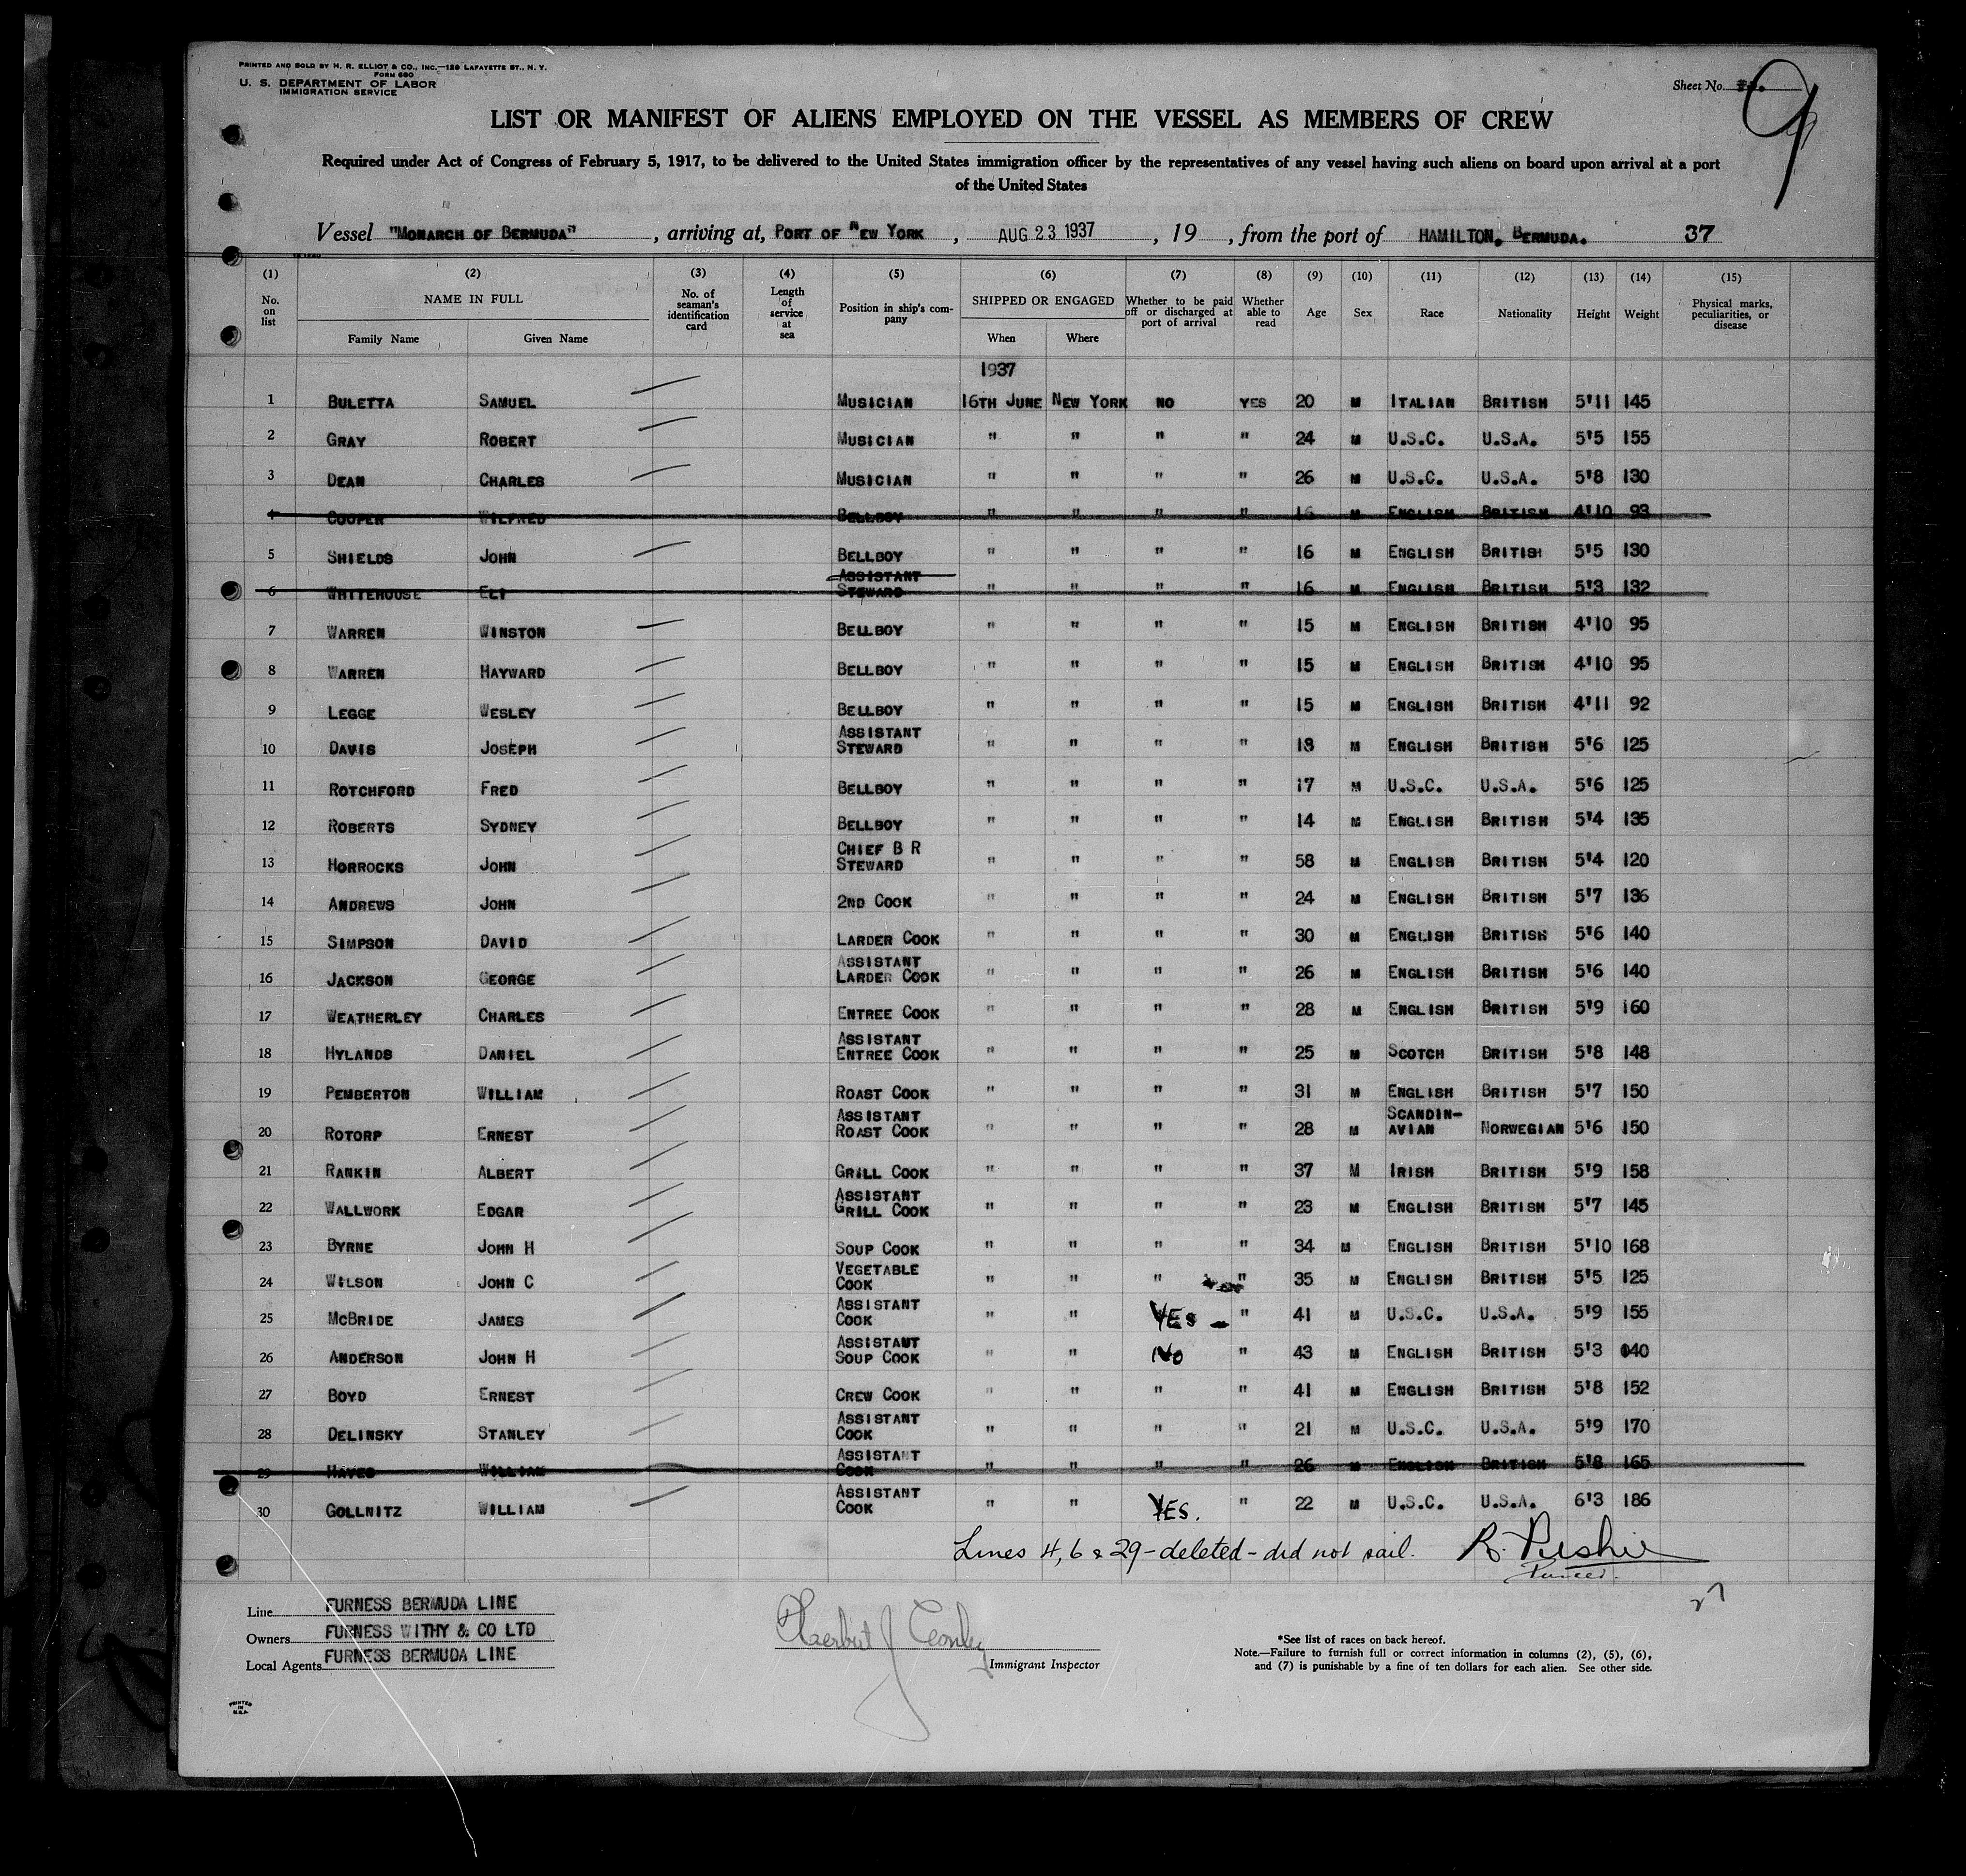 PRINTED AND SOLD BY H. R. ELLIOT & CO., INC.—129 LAFAYETTE ST., N. Y.
FORM 680
U. S. DEPARTMENT OF LABOR
IMMIGRATION SERVICE
Sheet No.
9
LIST OR MANIFEST OF ALIENS EMPLOYED ON THE VESSEL AS MEMBERS OF CREW
Required under Act of Congress of February 5, 1917, to be delivered to the United States immigration officer by the representatives of any vessel having such aliens on board upon arrival at a port
of the United States
Vessel "MONARCH OF BERMUDA", arriving at, PORT OF NEW YORK, AUG 23 1937, 19, from the port of HAMILTON, BERMUDA. 37
(1) (2) (3) (4) (5) (6) (7) (8) (9) (10) (11) (12) (13) (14) (15)
No. on list NAME IN FULL Family Name Given Name No. of seaman's identification card Length of service at sea Position in ship's company SHIPPED OR ENGAGED When Where Whether to be paid off or discharged at port of arrival Whether able to read Age Sex Race Nationality Height Weight Physical marks, peculiarities, or disease
1937
1 BULETTA SAMUEL MUSICIAN 16TH JUNE NEW YORK NO YES 20 M ITALIAN BRITISH 5'11 145
2 GRAY ROBERT MUSICIAN " " " " 24 M U.S.C. U.S.A. 5'5 155
3 DEAN CHARLES MUSICIAN " " " " 26 M U.S.C. U.S.A. 5'8 130
4 COOPER WILFRED BELLBOY " " " " 16 M ENGLISH BRITISH 4'10 93
5 SHIELDS JOHN BELLBOY " " " " 16 M ENGLISH BRITISH 5'5 130
6 WHITEHOUSE ELI ASSISTANT STEWARD " " " " 16 M ENGLISH BRITISH 5'3 132
7 WARREN WINSTON BELLBOY " " " " 15 M ENGLISH BRITISH 4'10 95
8 WARREN HAYWARD BELLBOY " " " " 15 M ENGLISH BRITISH 4'10 95
9 LEGGE WESLEY BELLBOY " " " " 15 M ENGLISH BRITISH 4'11 92
10 DAVIS JOSEPH ASSISTANT STEWARD " " " " 18 M ENGLISH BRITISH 5'6 125
11 ROTCHFORD FRED BELLBOY " " " " 17 M U.S.C. U.S.A. 5'6 125
12 ROBERTS SYDNEY BELLBOY " " " " 14 M ENGLISH BRITISH 5'4 135
13 HORROCKS JOHN CHIEF B R STEWARD " " " " 58 M ENGLISH BRITISH 5'4 120
14 ANDREWS JOHN 2ND COOK " " " " 24 M ENGLISH BRITISH 5'7 136
15 SIMPSON DAVID LARDER COOK " " " " 30 M ENGLISH BRITISH 5'6 140
16 JACKSON GEORGE ASSISTANT LARDER COOK " " " " 26 M ENGLISH BRITISH 5'6 140
17 WEATHERLEY CHARLES ENTREE COOK " " " " 28 M ENGLISH BRITISH 5'9 160
18 HYLANDS DANIEL ASSISTANT ENTREE COOK " " " " 25 M SCOTCH BRITISH 5'8 148
19 PEMBERTON WILLIAM ROAST COOK " " " " 31 M ENGLISH BRITISH 5'7 150
20 ROTORP ERNEST ASSISTANT ROAST COOK " " " " 28 M SCANDIN-AVIAN NORWEGIAN 5'6 150
21 RANKIN ALBERT GRILL COOK " " " " 37 M IRISH BRITISH 5'9 158
22 WALLWORK EDGAR ASSISTANT GRILL COOK " " " " 23 M ENGLISH BRITISH 5'7 145
23 BYRNE JOHN H SOUP COOK " " " " 34 M ENGLISH BRITISH 5'10 168
24 WILSON JOHN C VEGETABLE COOK " " " " 35 M ENGLISH BRITISH 5'5 125
25 MCBRIDE JAMES ASSISTANT COOK " " YES " 41 M U.S.C. U.S.A. 5'9 155
26 ANDERSON JOHN H ASSISTANT SOUP COOK " " NO " 43 M ENGLISH BRITISH 5'3 140
27 BOYD ERNEST CREW COOK " " " " 41 M ENGLISH BRITISH 5'8 152
28 DELINSKY STANLEY ASSISTANT COOK " " " " 21 M U.S.C. U.S.A. 5'9 170
29 HAYES WILLIAM ASSISTANT COOK " " " " 26 M ENGLISH BRITISH 5'8 165
30 GOLLNITZ WILLIAM ASSISTANT COOK " " YES. " 22 M U.S.C. U.S.A. 6'3 186
Lines 4, 6 & 29 - deleted - did not sail.
Purser.
27
Line FURNESS BERMUDA LINE
Owners FURNESS WITHY & CO LTD
Local Agents FURNESS BERMUDA LINE
Immigrant Inspector
*See list of races on back hereof.
Note.—Failure to furnish full or correct information in columns (2), (5), (6),
and (7) is punishable by a fine of ten dollars for each alien. See other side.
PRINTED
IN
U.S.A.